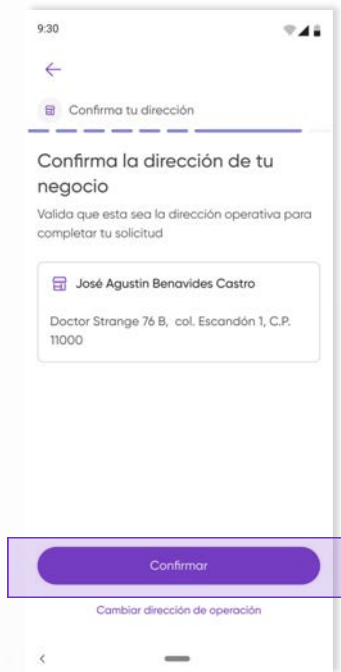 9:30
Confirma tu dirección
Confirma la dirección de tu
negocio
Valida que esta sea la dirección operativa para
completar tu solicitud
José Agustin Benavides Castro
Doctor Strange 76 B, col. Escandón 1, C.P.
11000
Confirmar
Cambiar dirección de operación